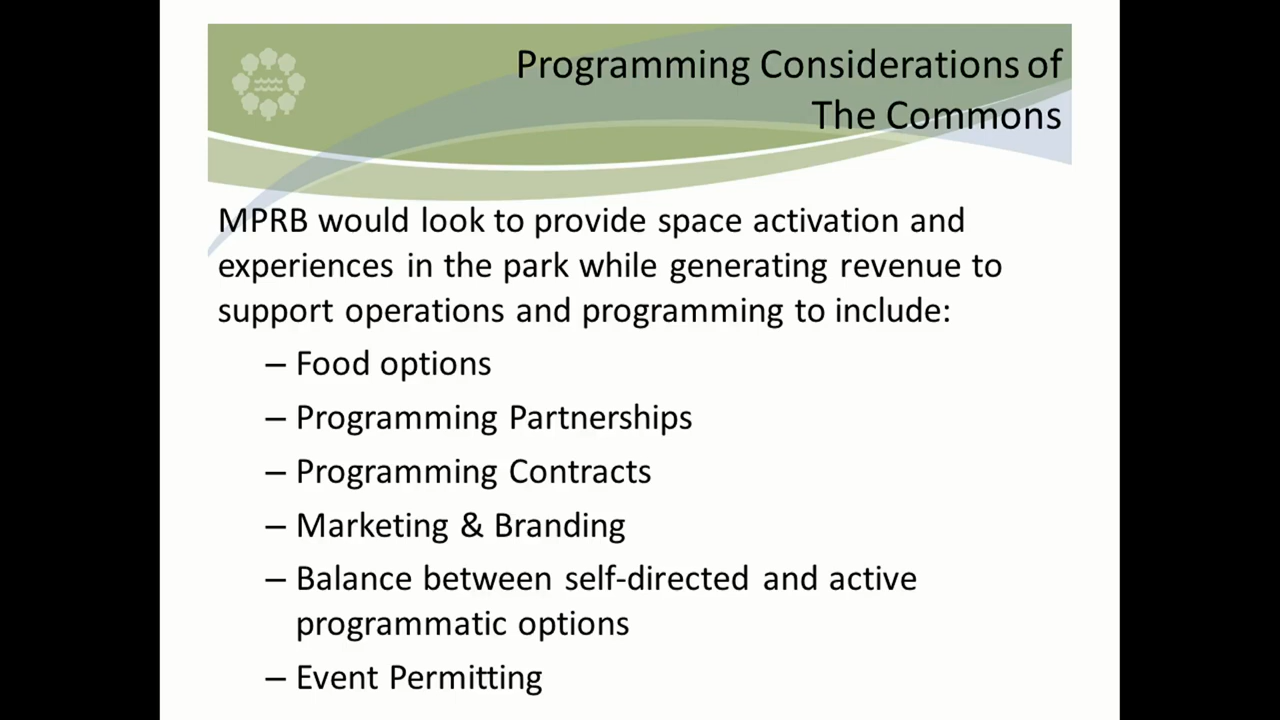 Programming Considerations of
The Commons
MPRB would look to provide space activation and
experiences in the park while generating revenue to
support operations and programming to include:
– Food options
– Programming Partnerships
– Programming Contracts
– Marketing & Branding
– Balance between self-directed and active
programmatic options
– Event Permitting